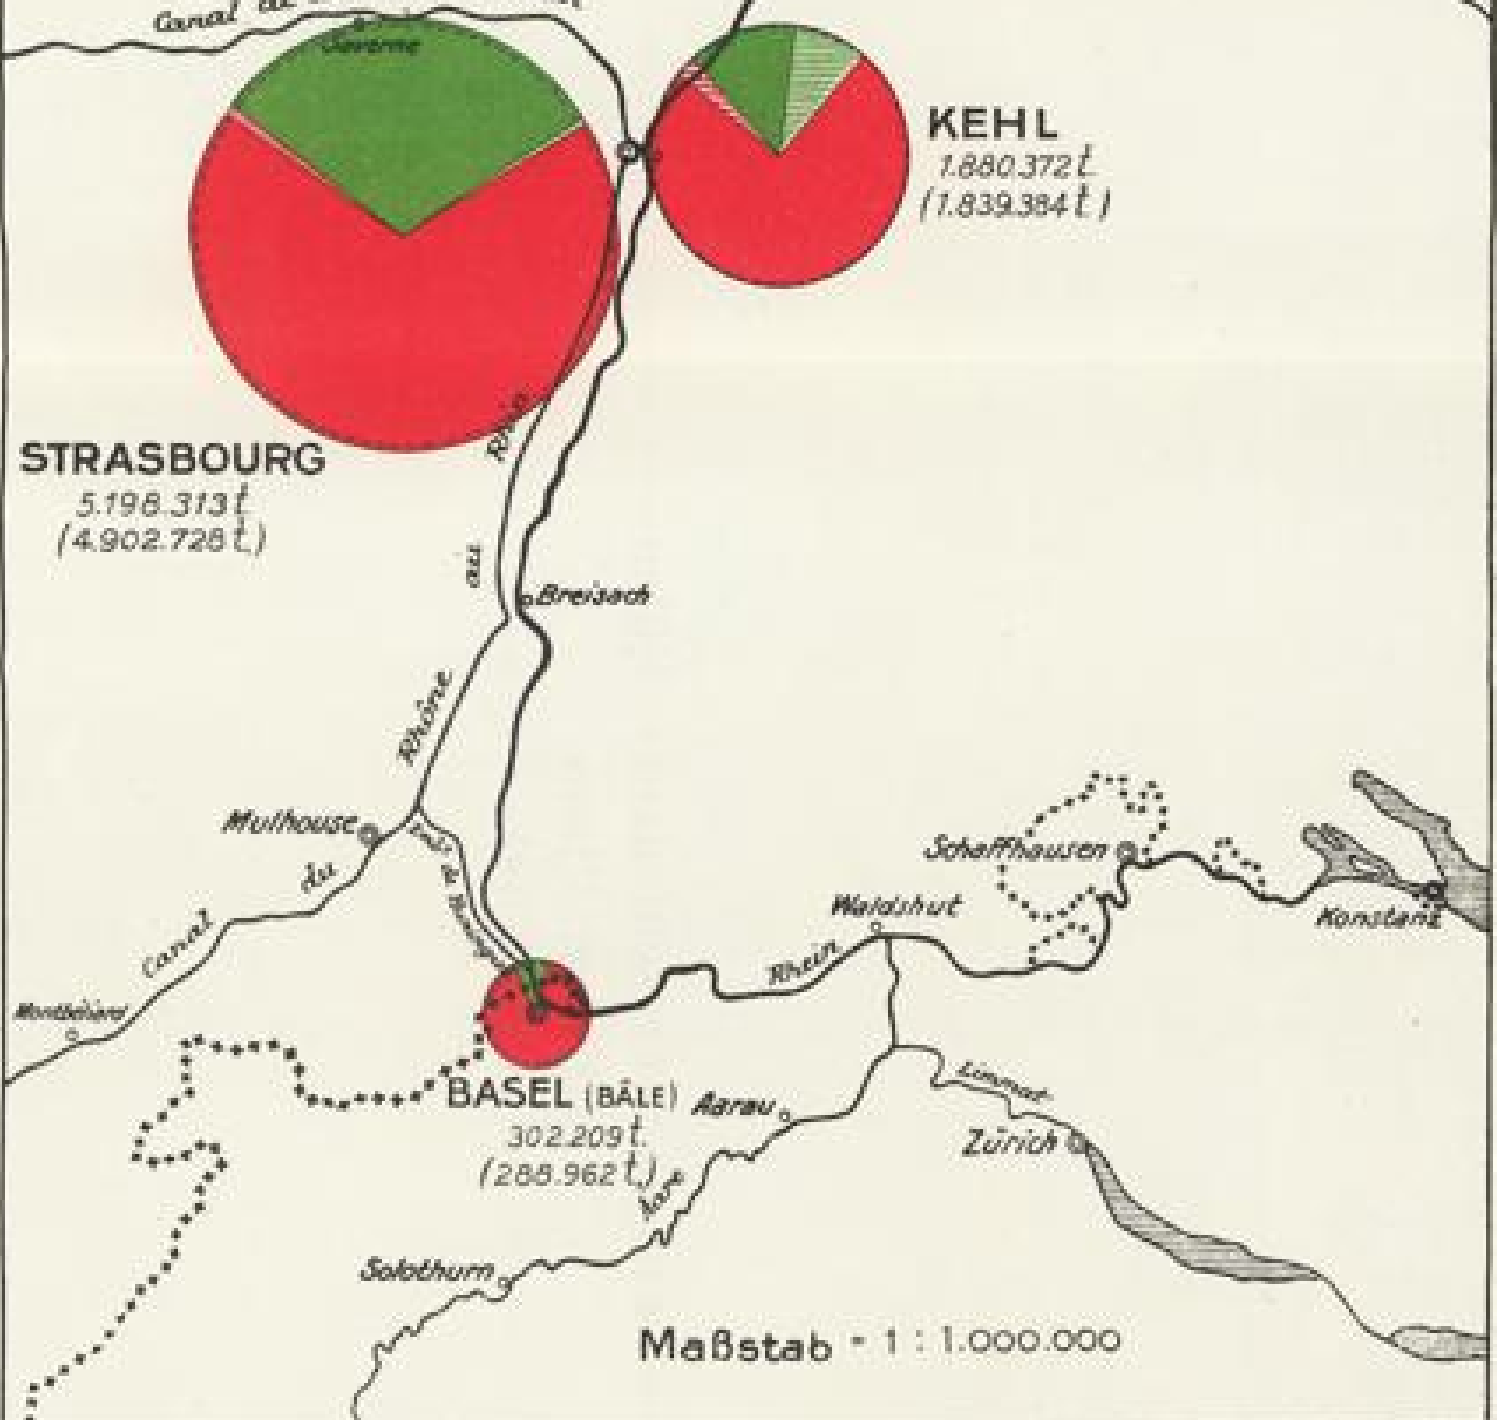 Canal
Saverne
KEHL
1.880.372 t.
(1.839.384 t.)
STRASBOURG
5.198.313 t.
(4.902.728 t.)
Rhin
au
Breisach
Rhône
Mulhouse
du
Canal
Montbéliard
Schaffhausen
Konstanz
Waldshut
Rhein
BASEL (BÂLE)
302.209 t.
(288.962 t.)
Aarau
Limmat
Zürich
Aare
Solothurn
Maßstab - 1 : 1.000.000